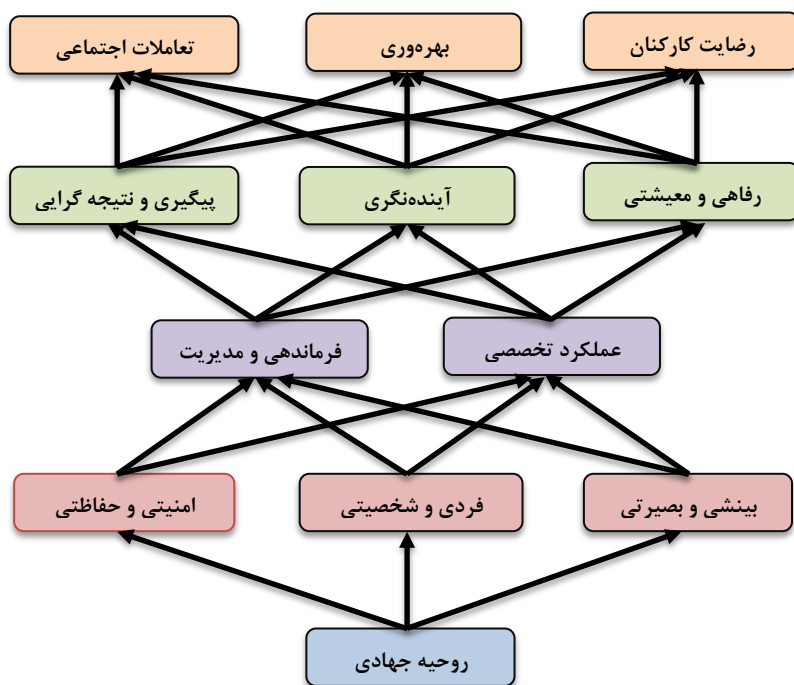 رضایت کارکنان
بهره‌وری
تعاملات اجتماعی
رفاهی و معیشتی
آینده‌نگری
پیگیری و نتیجه گرایی
عملکرد تخصصی
فرماندهی و مدیریت
بینشی و بصیرتی
فردی و شخصیتی
امنیتی و حفاظتی
روحیه جهادی